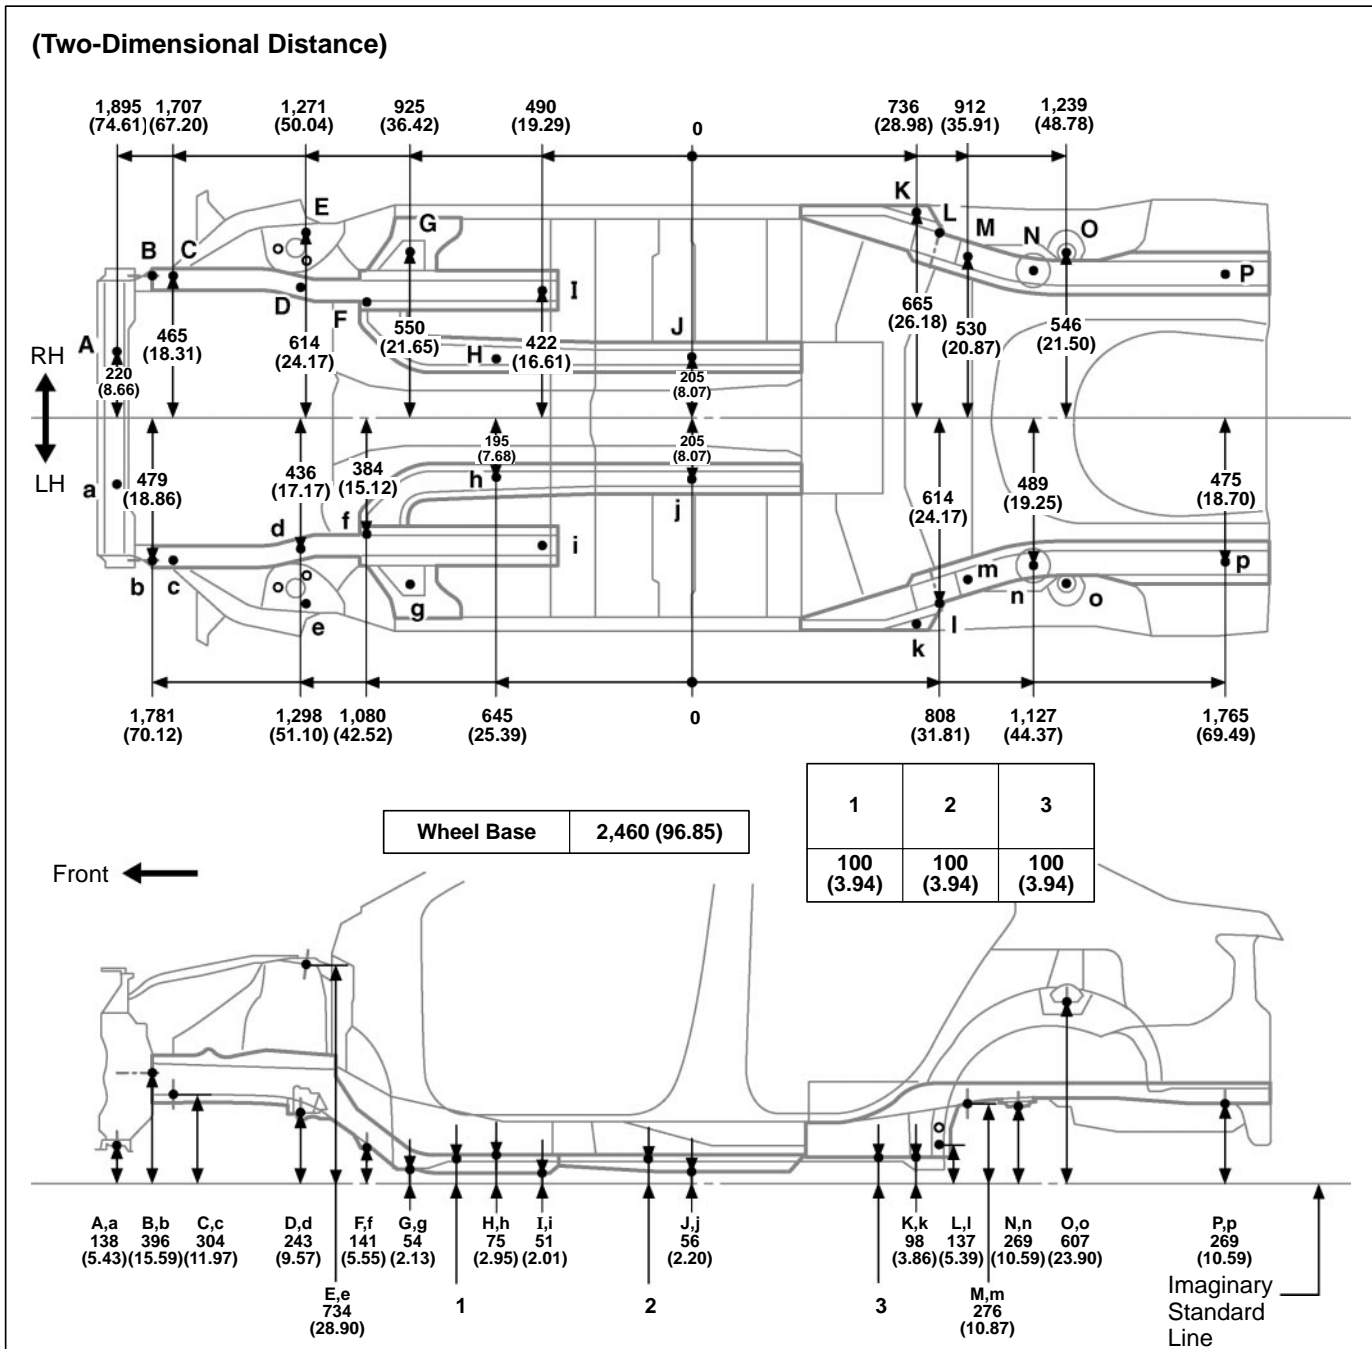 (Two-Dimensional Distance)
1,895 1,707 1,271 925 490 0 736 912 1,239
(74.61) (67.20) (50.04) (36.42) (19.29) (28.98) (35.91) (48.78)
K
E L
G M
B C N O
I P
D
F
665
(26.18)
465 550 J 530 546
(18.31) 614 (21.65) 422 (20.87) (21.50)
A (24.17) H (16.61)
RH
220 205
(8.66) (8.07)
195 205
(7.68) (8.07)
LH
a 479 436 384 h 614 489 475
(18.86) (17.17) (15.12) (24.17) (19.25) (18.70)
j
d f
i
b c m p
g n o
e l
k
1,781 1,298 1,080 645 0 808 1,127 1,765
(70.12) (51.10) (42.52) (25.39) (31.81) (44.37) (69.49)
1 2 3
Wheel Base 2,460 (96.85)
100 100 100
(3.94) (3.94) (3.94)
Front
A,a B,b C,c D,d F,f G,g H,h I,i J,j K,k L,l N,n O,o P,p
138 396 304 243 141 54 75 51 56 98 137 269 607 269
(5.43) (15.59) (11.97) (9.57) (5.55) (2.13) (2.95) (2.01) (2.20) (3.86) (5.39) (10.59) (23.90) (10.59)
E,e M,m
734 276
(28.90) (10.87)
1 2 3
Imaginary
Standard
Line